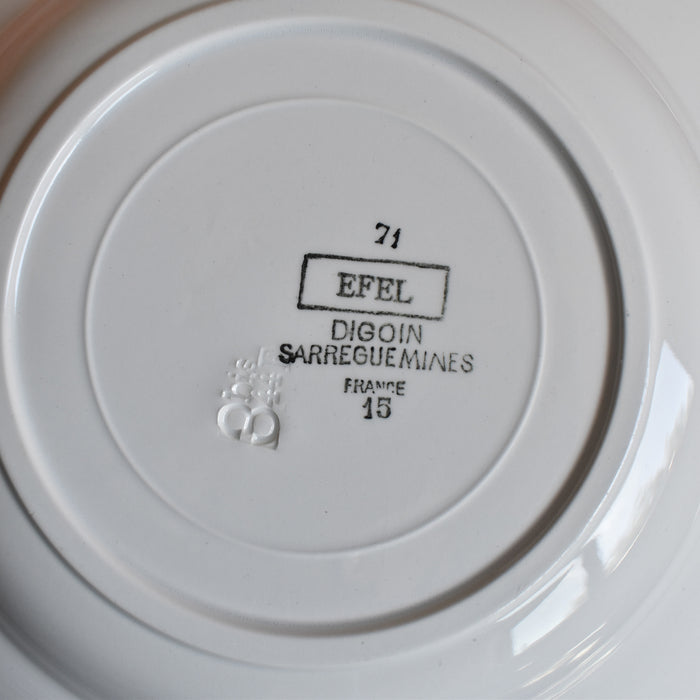 71
EFEL
DIGOIN
SARREGUEMINES
FRANCE
15